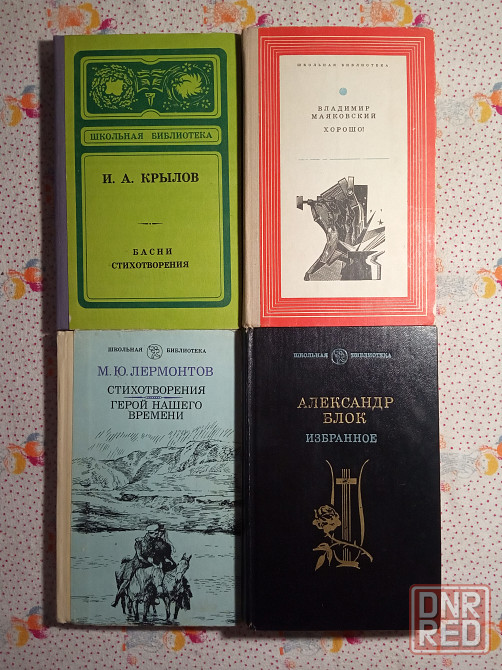 ШКОЛЬНАЯ БИБЛИОТЕКА
И. А. КРЫЛОВ
БАСНИ
СТИХОТВОРЕНИЯ
ШКОЛЬНАЯ БИБЛИОТЕКА
ВЛАДИМИР
МАЯКОВСКИЙ
ХОРОШО!
ШКОЛЬНАЯ БИБЛИОТЕКА
М. Ю. ЛЕРМОНТОВ
СТИХОТВОРЕНИЯ
ГЕРОЙ НАШЕГО
ВРЕМЕНИ
ШКОЛЬНАЯ БИБЛИОТЕКА
АЛЕКСАНДР
БЛОК
ИЗБРАННОЕ
DNR
RED